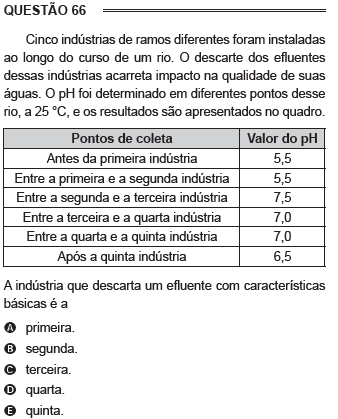 QUESTÃO 66
Cinco indústrias de ramos diferentes foram instaladas
ao longo do curso de um rio. O descarte dos efluentes
dessas indústrias acarreta impacto na qualidade de suas
águas. O pH foi determinado em diferentes pontos desse
rio, a 25 °C, e os resultados são apresentados no quadro.
Pontos de coleta Valor do pH
Antes da primeira indústria 5,5
Entre a primeira e a segunda indústria 5,5
Entre a segunda e a terceira indústria 7,5
Entre a terceira e a quarta indústria 7,0
Entre a quarta e a quinta indústria 7,0
Após a quinta indústria 6,5
A indústria que descarta um efluente com características
básicas é a
A primeira.
B segunda.
C terceira.
D quarta.
E quinta.